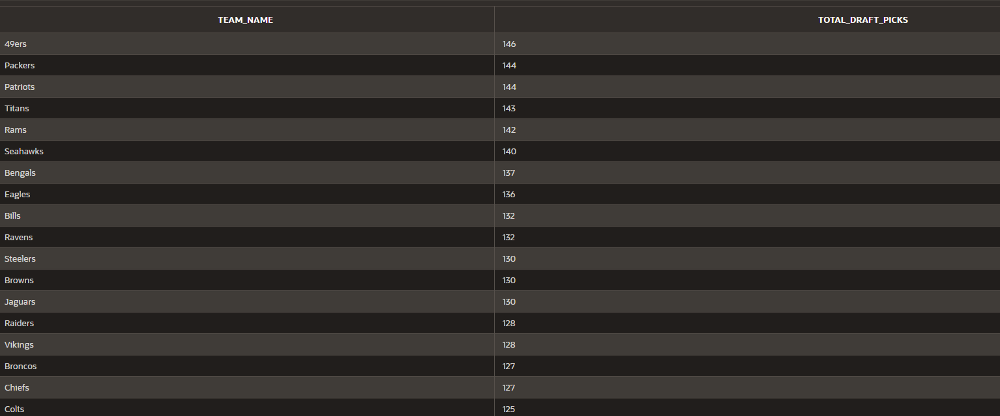 TEAM_NAME TOTAL_DRAFT_PICKS
49ers 146
Packers 144
Patriots 144
Titans 143
Rams 142
Seahawks 140
Bengals 137
Eagles 136
Bills 132
Ravens 132
Steelers 130
Browns 130
Jaguars 130
Raiders 128
Vikings 128
Broncos 127
Chiefs 127
Colts 125